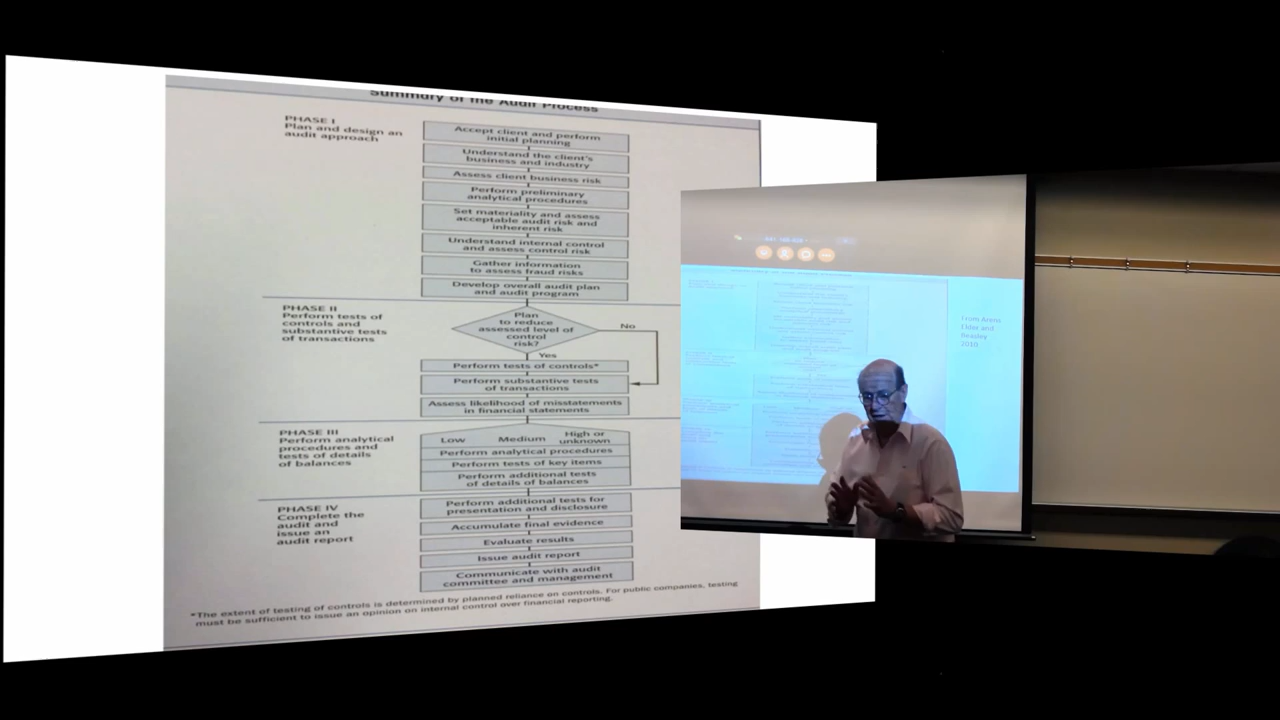 Summary of the Audit Process
PHASE I
Plan and design an
audit approach
Accept client and perform
initial planning
Understand the client's
business and industry
Assess client business risk
Perform preliminary
analytical procedures
Set materiality and assess
acceptable audit risk and
inherent risk
Understand internal control
and assess control risk
Gather information
to assess fraud risks
Develop overall audit plan
and audit program
PHASE II
Perform tests of
controls and
substantive tests
of transactions
Plan
to reduce
assessed level of
control
risk?
No
Yes
Perform tests of controls*
Perform substantive tests
of transactions
Assess likelihood of misstatements
in financial statements
PHASE III
Perform analytical
procedures and
tests of details
of balances
Low Medium High or
unknown
Perform analytical procedures
Perform tests of key items
Perform additional tests
of details of balances
PHASE IV
Complete the
audit and
issue an
audit report
Perform additional tests for
presentation and disclosure
Accumulate final evidence
Evaluate results
Issue audit report
Communicate with audit
committee and management
*The extent of testing of controls is determined by planned reliance on controls. For public companies, testing
must be sufficient to issue an opinion on internal control over financial reporting.
From Arens
Elder and
Beasley
2010